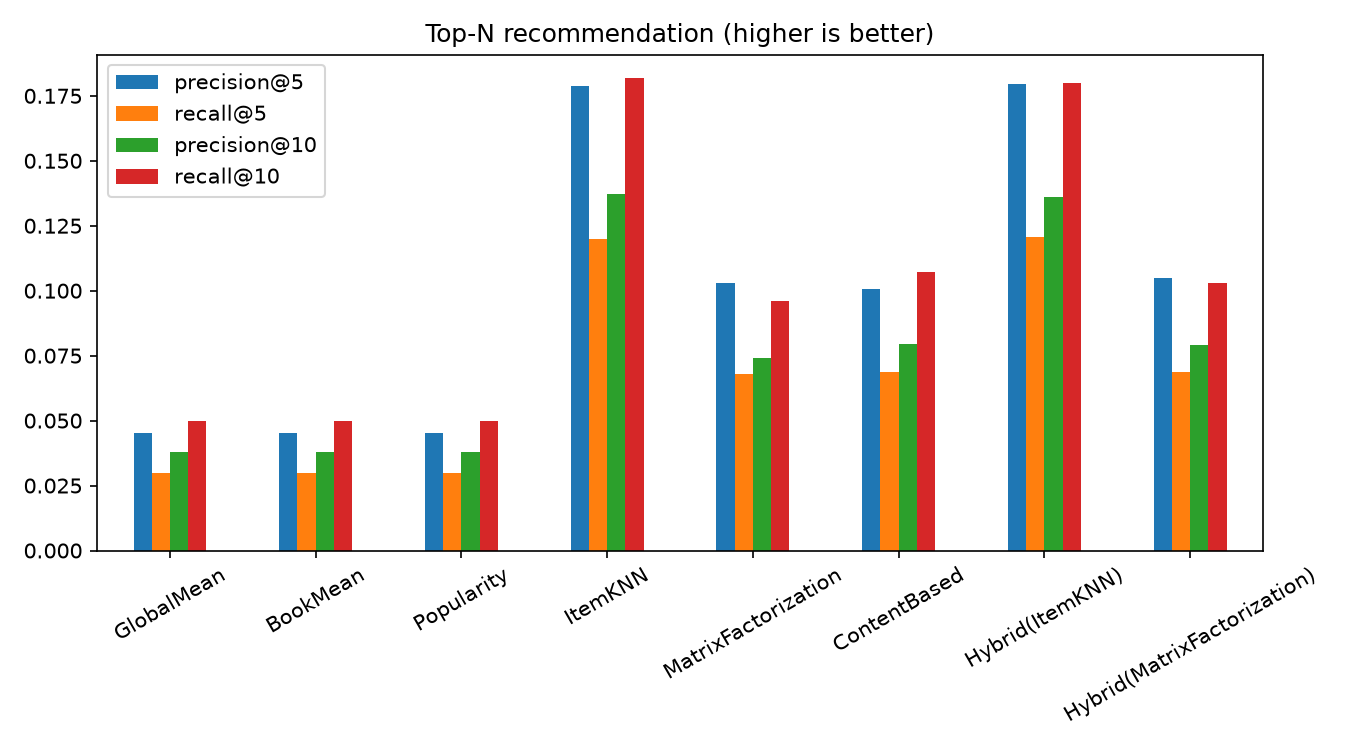 Top-N recommendation (higher is better)
precision@5
recall@5
precision@10
recall@10
0.175
0.150
0.125
0.100
0.075
0.050
0.025
0.000
GlobalMean
BookMean
Popularity
ItemKNN
MatrixFactorization
ContentBased
Hybrid(ItemKNN)
Hybrid(MatrixFactorization)